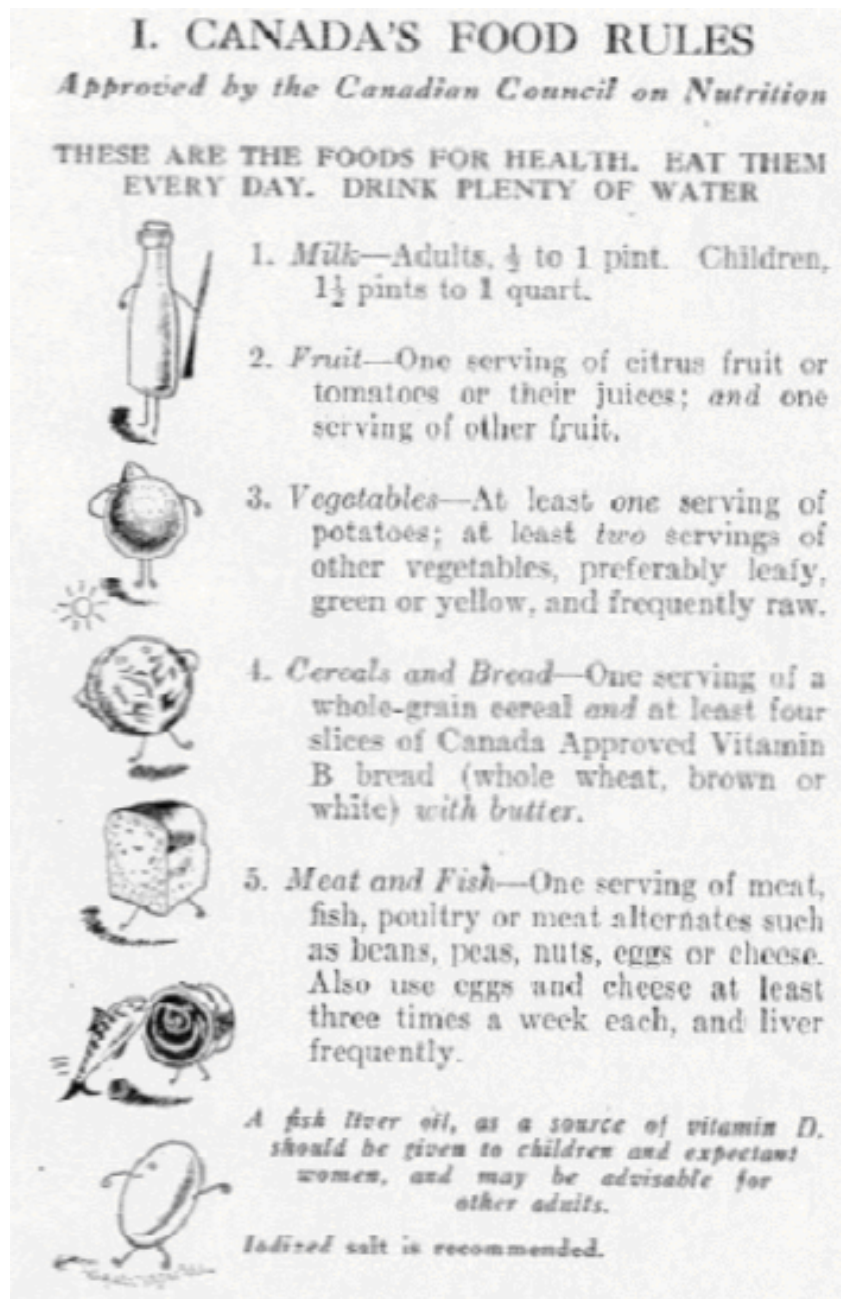 I. CANADA'S FOOD RULES
Approved by the Canadian Council on Nutrition
THESE ARE THE FOODS FOR HEALTH. EAT THEM
EVERY DAY. DRINK PLENTY OF WATER
1. Milk—Adults, ½ to 1 pint. Children,
1½ pints to 1 quart.
2. Fruit—One serving of citrus fruit or
tomatoes or their juices; and one
serving of other fruit.
3. Vegetables—At least one serving of
potatoes; at least two servings of
other vegetables, preferably leafy,
green or yellow, and frequently raw.
4. Cereals and Bread—One serving of a
whole-grain cereal and at least four
slices of Canada Approved Vitamin
B bread (whole wheat, brown or
white) with butter.
5. Meat and Fish—One serving of meat,
fish, poultry or meat alternates such
as beans, peas, nuts, eggs or cheese.
Also use eggs and cheese at least
three times a week each, and liver
frequently.
A fish liver oil, as a source of vitamin D,
should be given to children and expectant
women, and may be advisable for
other adults.
Iodized salt is recommended.